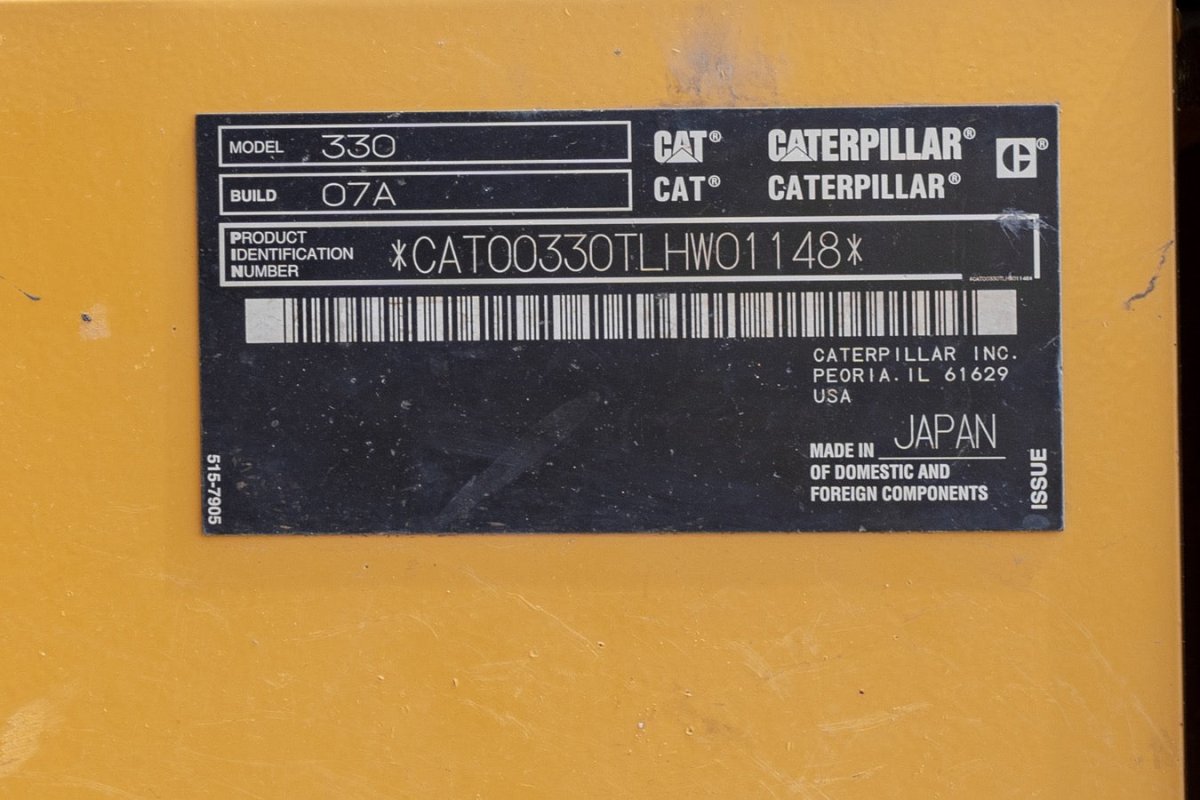 MODEL 330
CAT® CATERPILLAR® C®
BUILD 07A
CAT® CATERPILLAR®
PRODUCT
IDENTIFICATION
NUMBER
*CAT00330TLHW01148*
*CAT00330TLHW01148*
CATERPILLAR INC.
PEORIA. IL 61629
USA
MADE IN JAPAN
OF DOMESTIC AND
FOREIGN COMPONENTS
515-7905
ISSUE